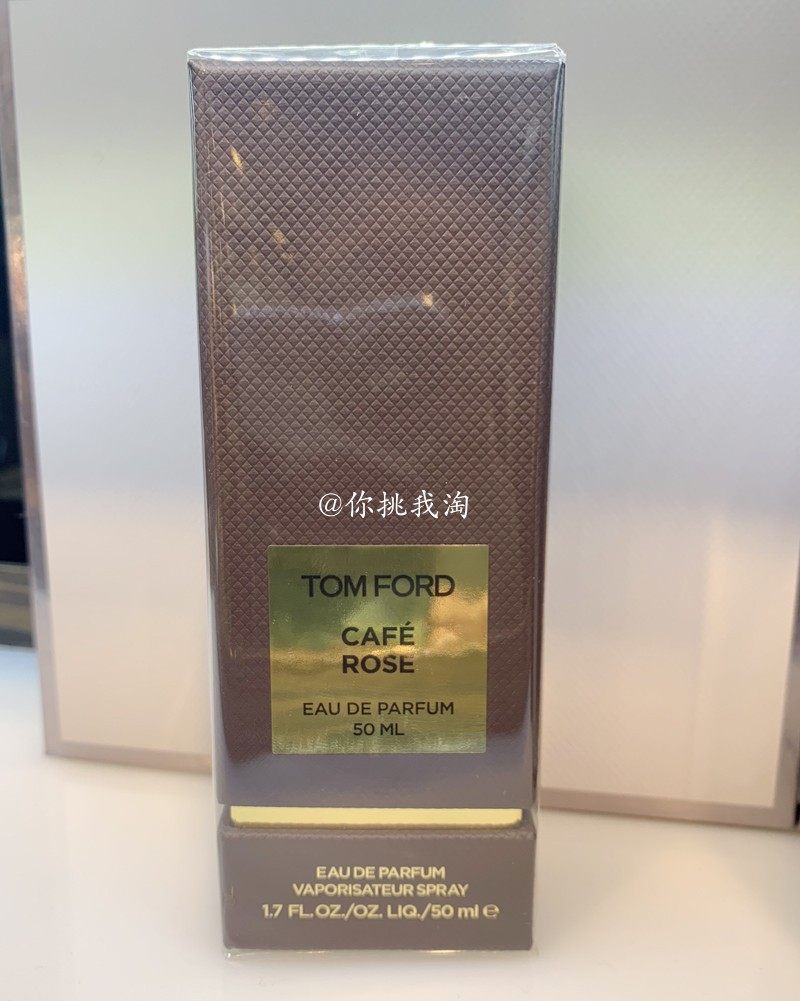 @你挑我淘
TOM FORD
CAFÉ
ROSE
EAU DE PARFUM
50 ML
EAU DE PARFUM
VAPORISATEUR SPRAY
1.7 FL. OZ./OZ. LIQ./50 ml ℮